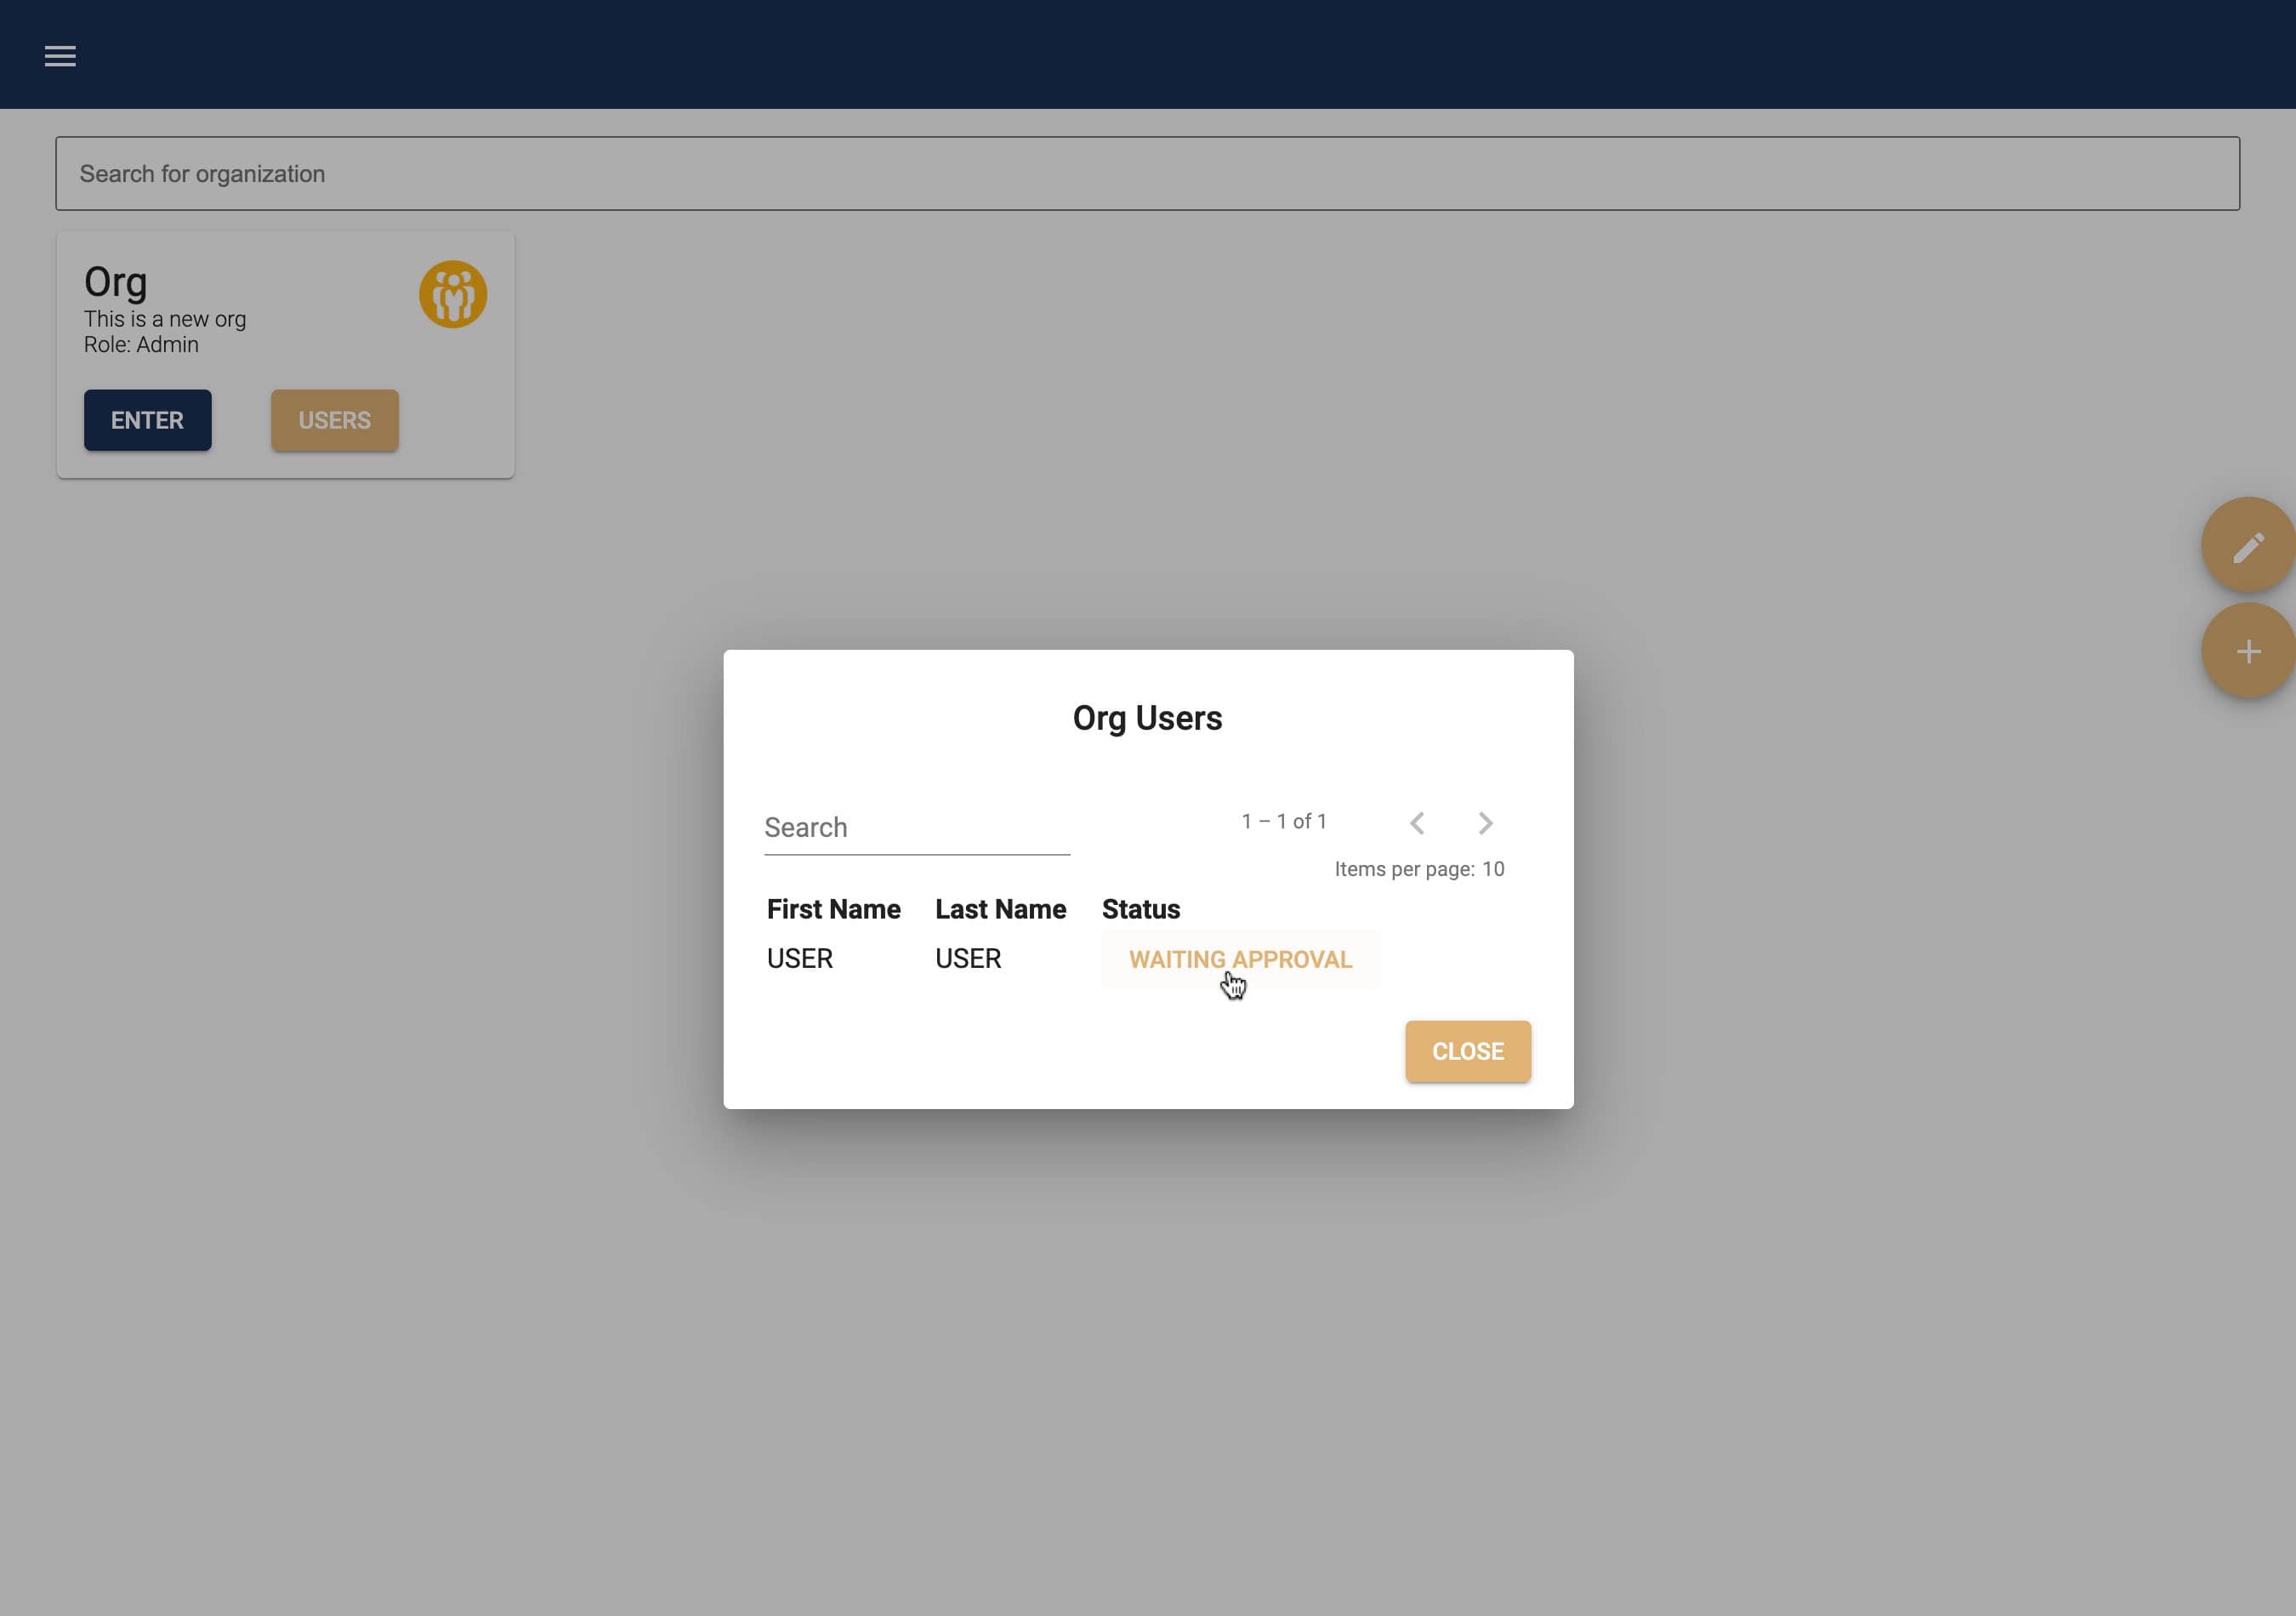 Search for organization
Org
This is a new org
Role: Admin
ENTER USERS
Org Users
Search 1 – 1 of 1
Items per page: 10
First Name Last Name Status
USER USER WAITING APPROVAL
CLOSE